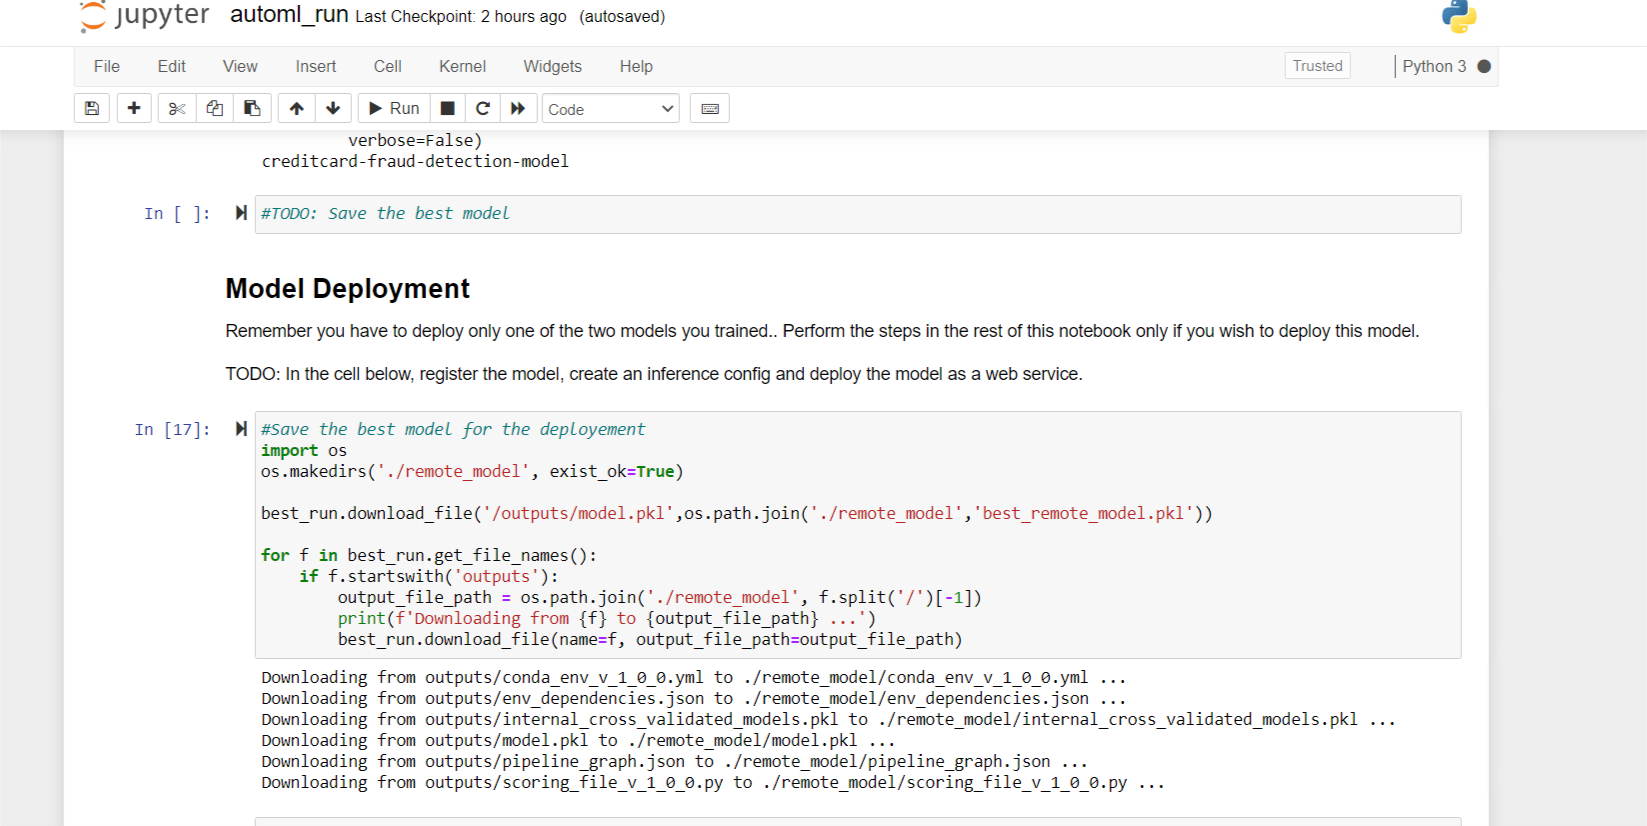 jupyter automl_run Last Checkpoint: 2 hours ago (autosaved)
File Edit View Insert Cell Kernel Widgets Help Trusted Python 3
Run Code
verbose=False)
creditcard-fraud-detection-model
In [ ]: #TODO: Save the best model
Model Deployment
Remember you have to deploy only one of the two models you trained.. Perform the steps in the rest of this notebook only if you wish to deploy this model.
TODO: In the cell below, register the model, create an inference config and deploy the model as a web service.
In [17]: #Save the best model for the deployement
import os
os.makedirs('./remote_model', exist_ok=True)
best_run.download_file('/outputs/model.pkl',os.path.join('./remote_model','best_remote_model.pkl'))
for f in best_run.get_file_names():
    if f.startswith('outputs'):
        output_file_path = os.path.join('./remote_model', f.split('/')[-1])
        print(f'Downloading from {f} to {output_file_path} ...')
        best_run.download_file(name=f, output_file_path=output_file_path)
Downloading from outputs/conda_env_v_1_0_0.yml to ./remote_model/conda_env_v_1_0_0.yml ...
Downloading from outputs/env_dependencies.json to ./remote_model/env_dependencies.json ...
Downloading from outputs/internal_cross_validated_models.pkl to ./remote_model/internal_cross_validated_models.pkl ...
Downloading from outputs/model.pkl to ./remote_model/model.pkl ...
Downloading from outputs/pipeline_graph.json to ./remote_model/pipeline_graph.json ...
Downloading from outputs/scoring_file_v_1_0_0.py to ./remote_model/scoring_file_v_1_0_0.py ...